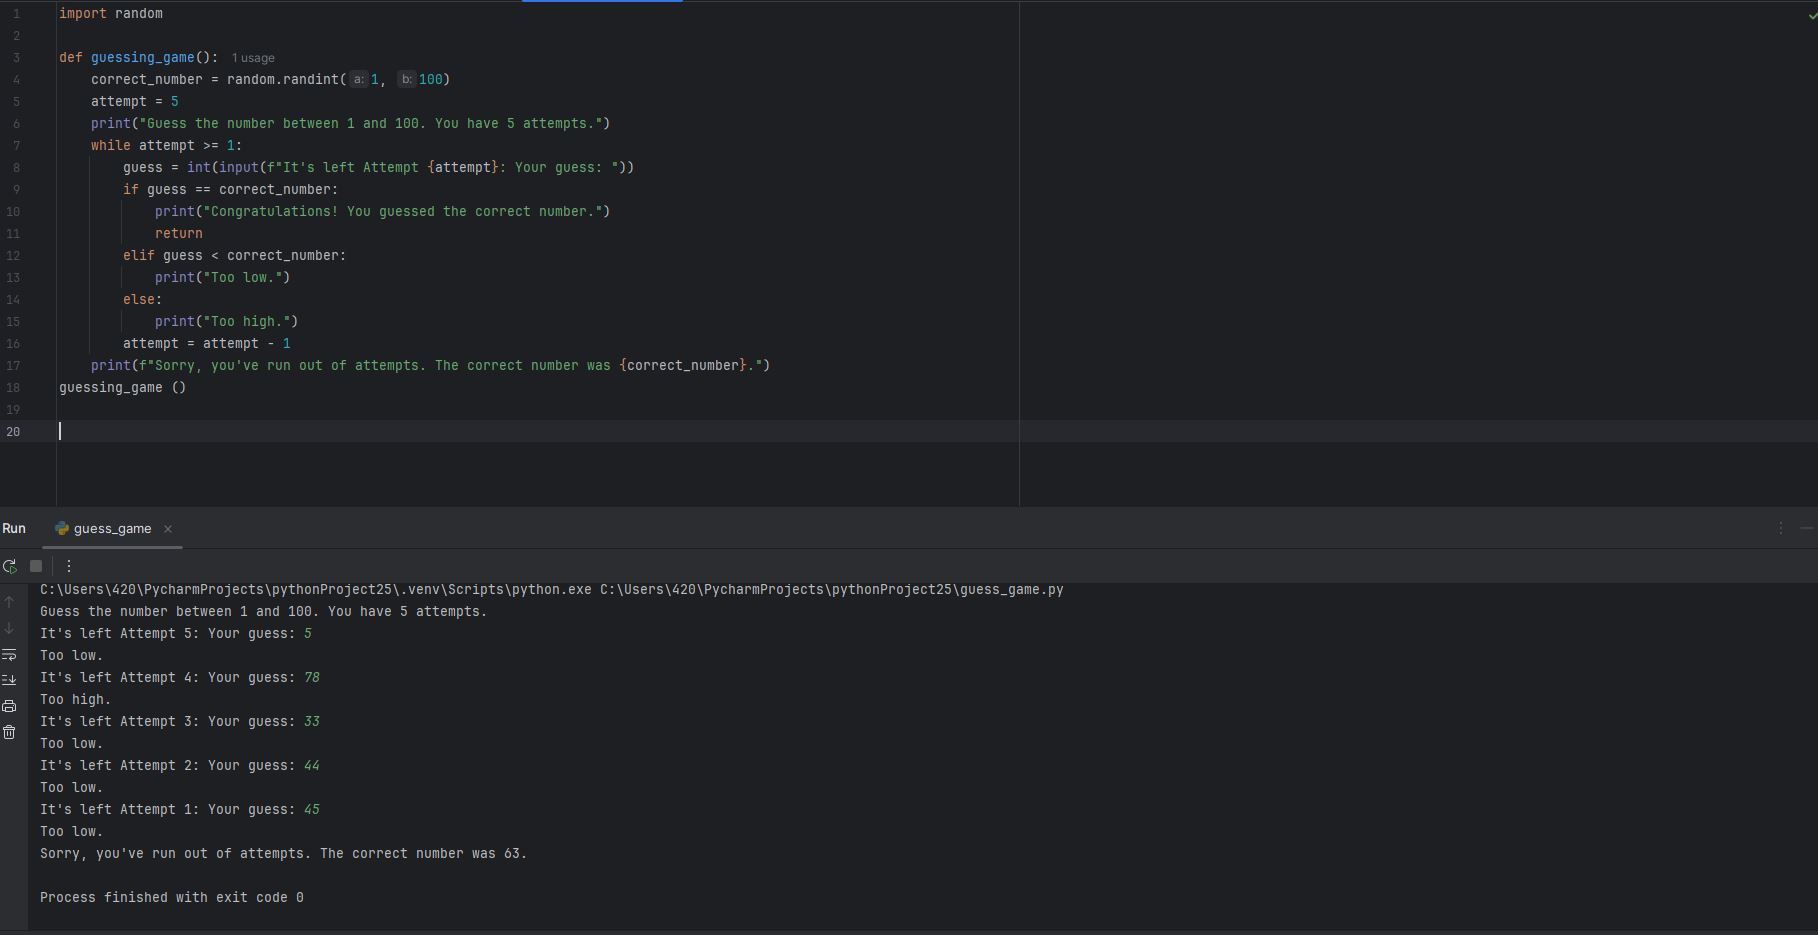 1 import random
2
3 def guessing_game(): 1 usage
4     correct_number = random.randint(a: 1, b: 100)
5     attempt = 5
6     print("Guess the number between 1 and 100. You have 5 attempts.")
7     while attempt >= 1:
8         guess = int(input(f"It's left Attempt {attempt}: Your guess: "))
9         if guess == correct_number:
10             print("Congratulations! You guessed the correct number.")
11             return
12         elif guess < correct_number:
13             print("Too low.")
14         else:
15             print("Too high.")
16         attempt = attempt - 1
17     print(f"Sorry, you've run out of attempts. The correct number was {correct_number}.")
18 guessing_game ()
19
20
Run guess_game
C:\Users\420\PycharmProjects\pythonProject25\.venv\Scripts\python.exe C:\Users\420\PycharmProjects\pythonProject25\guess_game.py
Guess the number between 1 and 100. You have 5 attempts.
It's left Attempt 5: Your guess: 5
Too low.
It's left Attempt 4: Your guess: 78
Too high.
It's left Attempt 3: Your guess: 33
Too low.
It's left Attempt 2: Your guess: 44
Too low.
It's left Attempt 1: Your guess: 45
Too low.
Sorry, you've run out of attempts. The correct number was 63.
Process finished with exit code 0